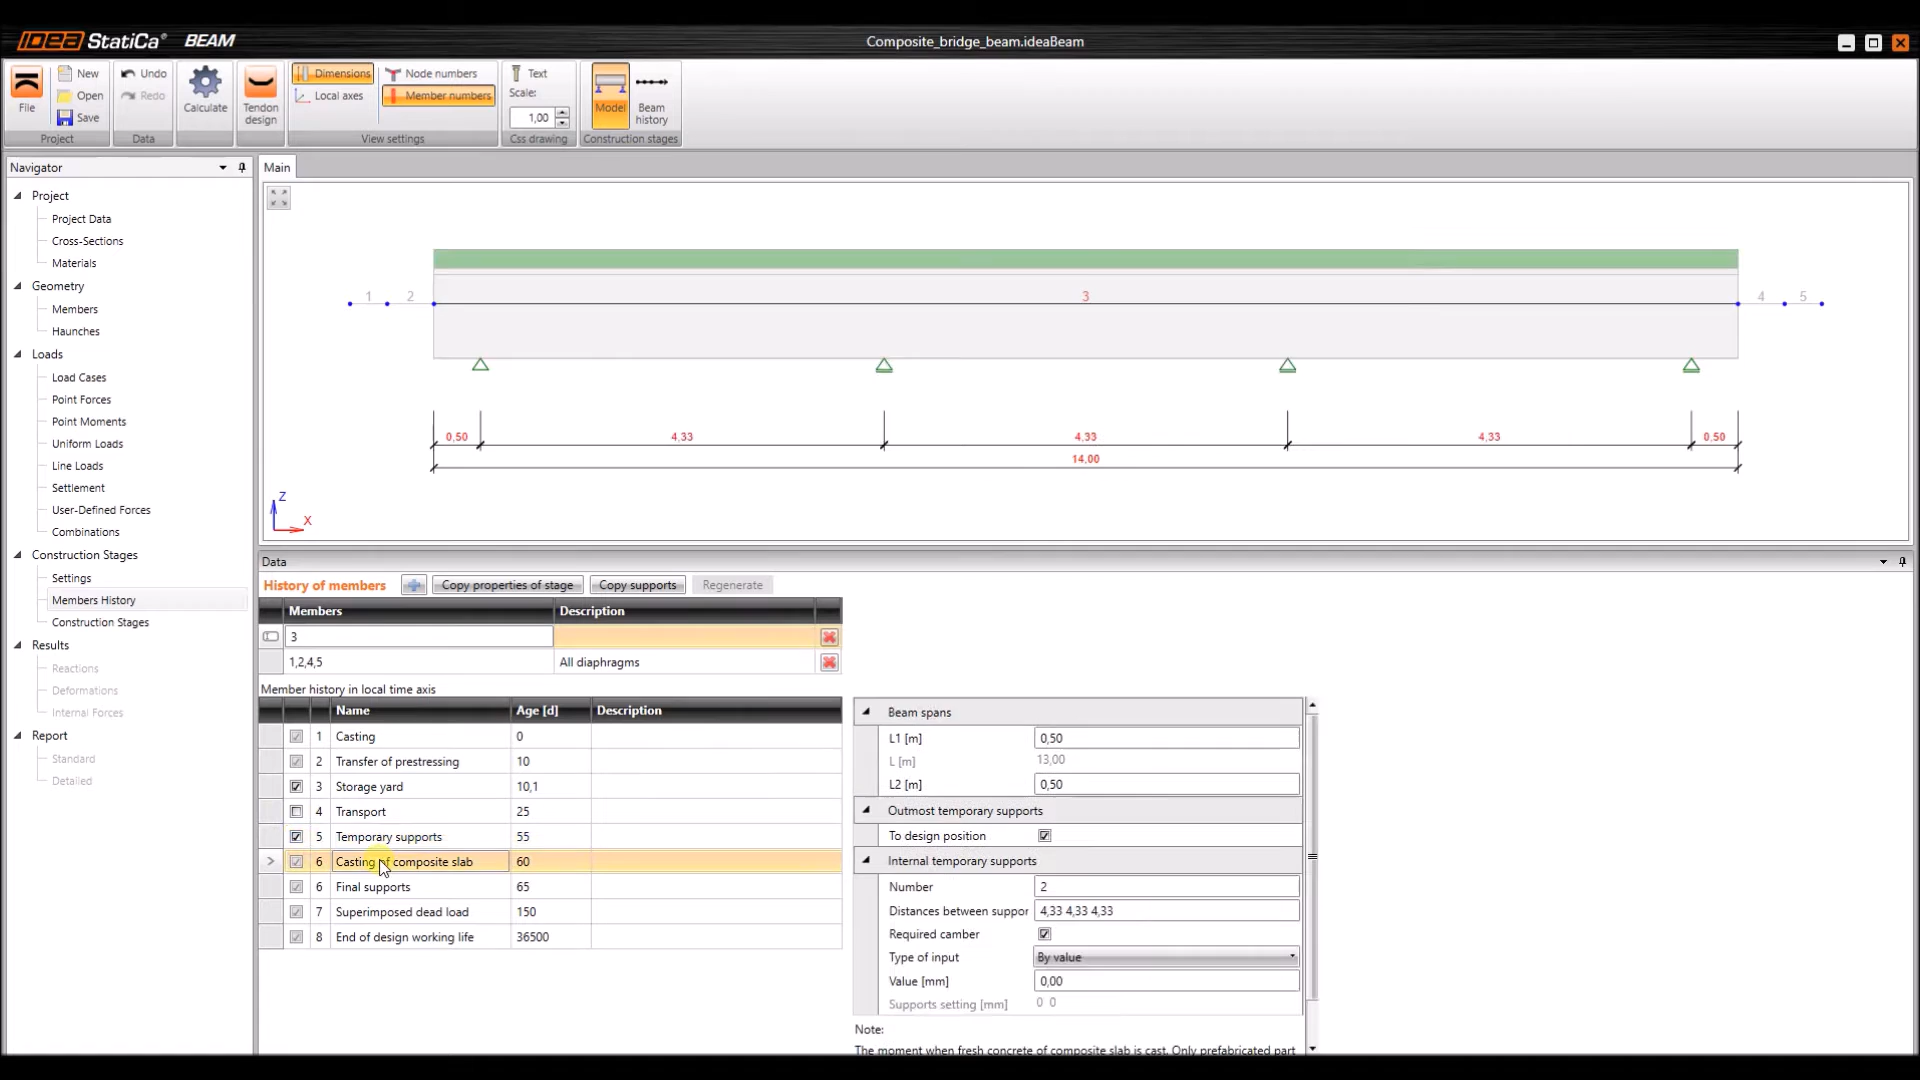 IDEA StatiCa® BEAM
Composite_bridge_beam.ideaBeam
File
New
Open
Save
Project
Undo
Redo
Data
Calculate
Tendon design
Dimensions
Local axes
Node numbers
Member numbers
View settings
Text
Scale:
1,00
Css drawing
Model
Beam history
Construction stages
Navigator
Project
Project Data
Cross-Sections
Materials
Geometry
Members
Haunches
Loads
Load Cases
Point Forces
Point Moments
Uniform Loads
Line Loads
Settlement
User-Defined Forces
Combinations
Construction Stages
Settings
Members History
Construction Stages
Results
Reactions
Deformations
Internal Forces
Report
Standard
Detailed
Main
1 2 3 4 5
0,50 4,33 4,33 4,33 0,50
14,00
Z
X
Data
History of members Copy properties of stage Copy supports Regenerate
Members Description
3
1,2,4,5 All diaphragms
Member history in local time axis
Name Age [d] Description
1 Casting 0
2 Transfer of prestressing 10
3 Storage yard 10,1
4 Transport 25
5 Temporary supports 55
> 6 Casting of composite slab 60
6 Final supports 65
7 Superimposed dead load 150
8 End of design working life 36500
Beam spans
L1 [m] 0,50
L [m] 13,00
L2 [m] 0,50
Outmost temporary supports
To design position
Internal temporary supports
Number 2
Distances between suppor 4,33 4,33 4,33
Required camber
Type of input By value
Value [mm] 0,00
Supports setting [mm] 0 0
Note:
The moment when fresh concrete of composite slab is cast. Only prefabricated part